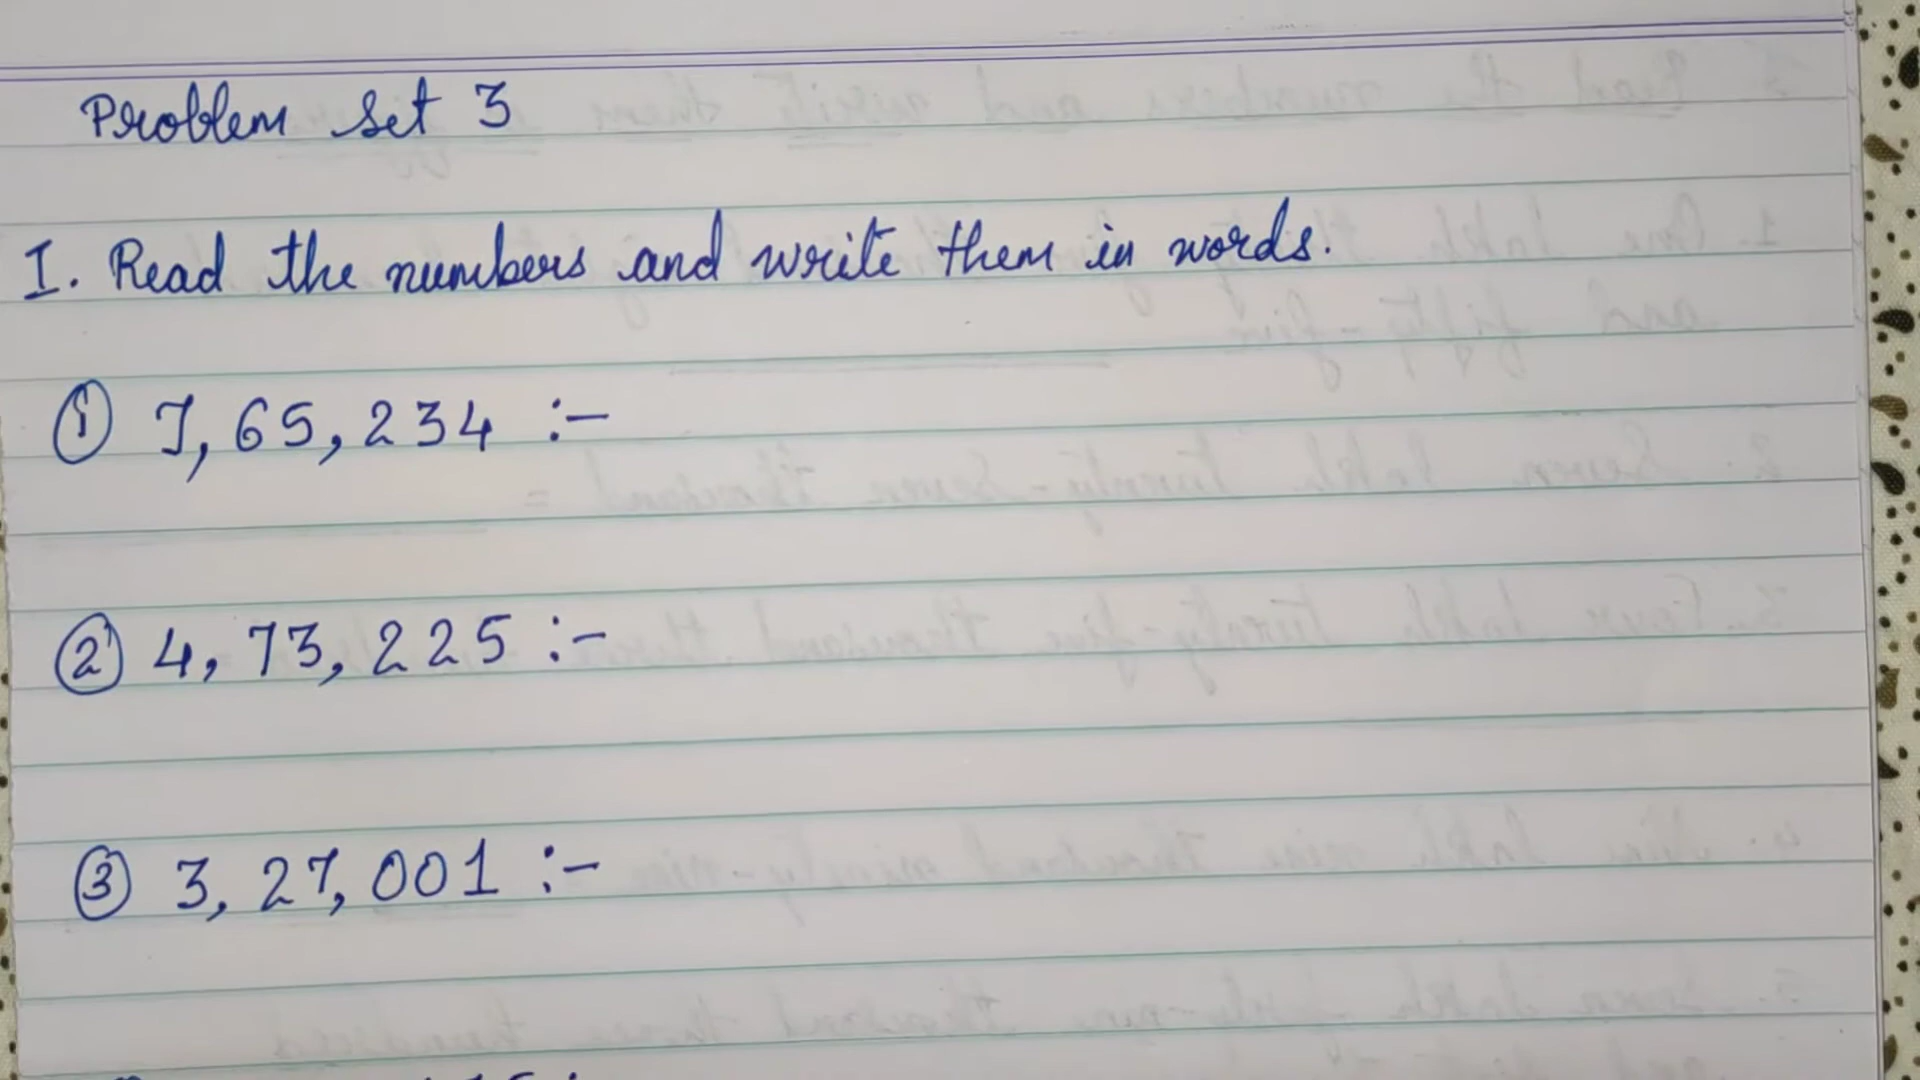 Problem Set 3
I. Read the numbers and write them in words.
① 7,65,234 :-
② 4,73,225 :-
③ 3,27,001 :-